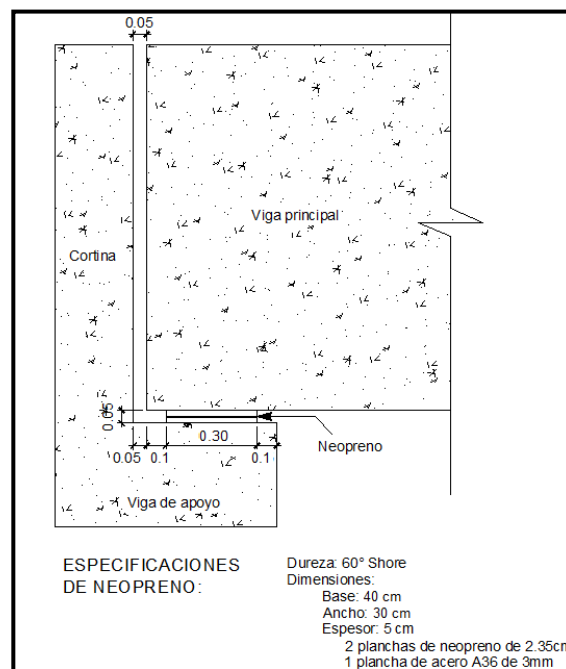 0.05
Viga principal
Cortina
0.05
Neopreno
0.30
0.05 0.1 0.1
Viga de apoyo
ESPECIFICACIONES
DE NEOPRENO:
Dureza: 60° Shore
Dimensiones:
Base: 40 cm
Ancho: 30 cm
Espesor: 5 cm
2 planchas de neopreno de 2.35cm
1 plancha de acero A36 de 3mm